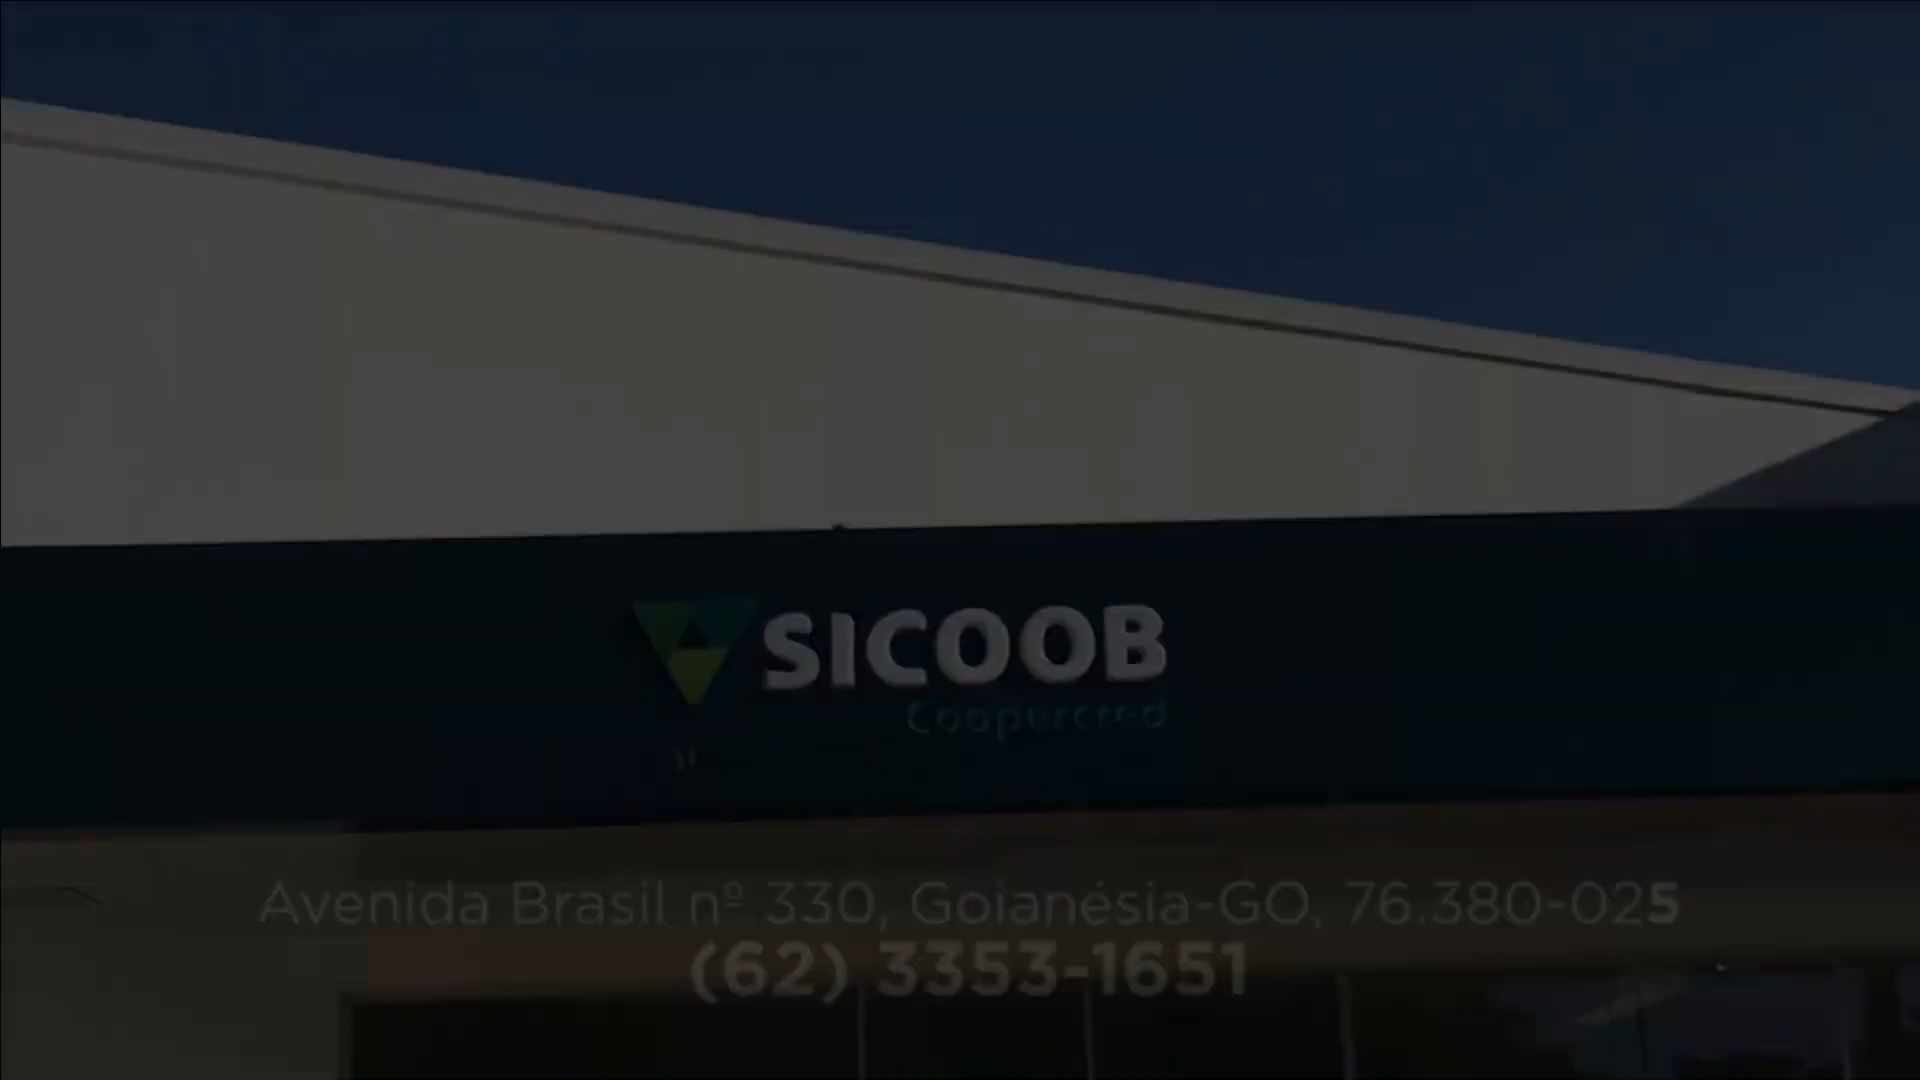 SICOOB
Coopercred
Avenida Brasil nº 330, Goianésia-GO, 76.380-025
(62) 3353-1651